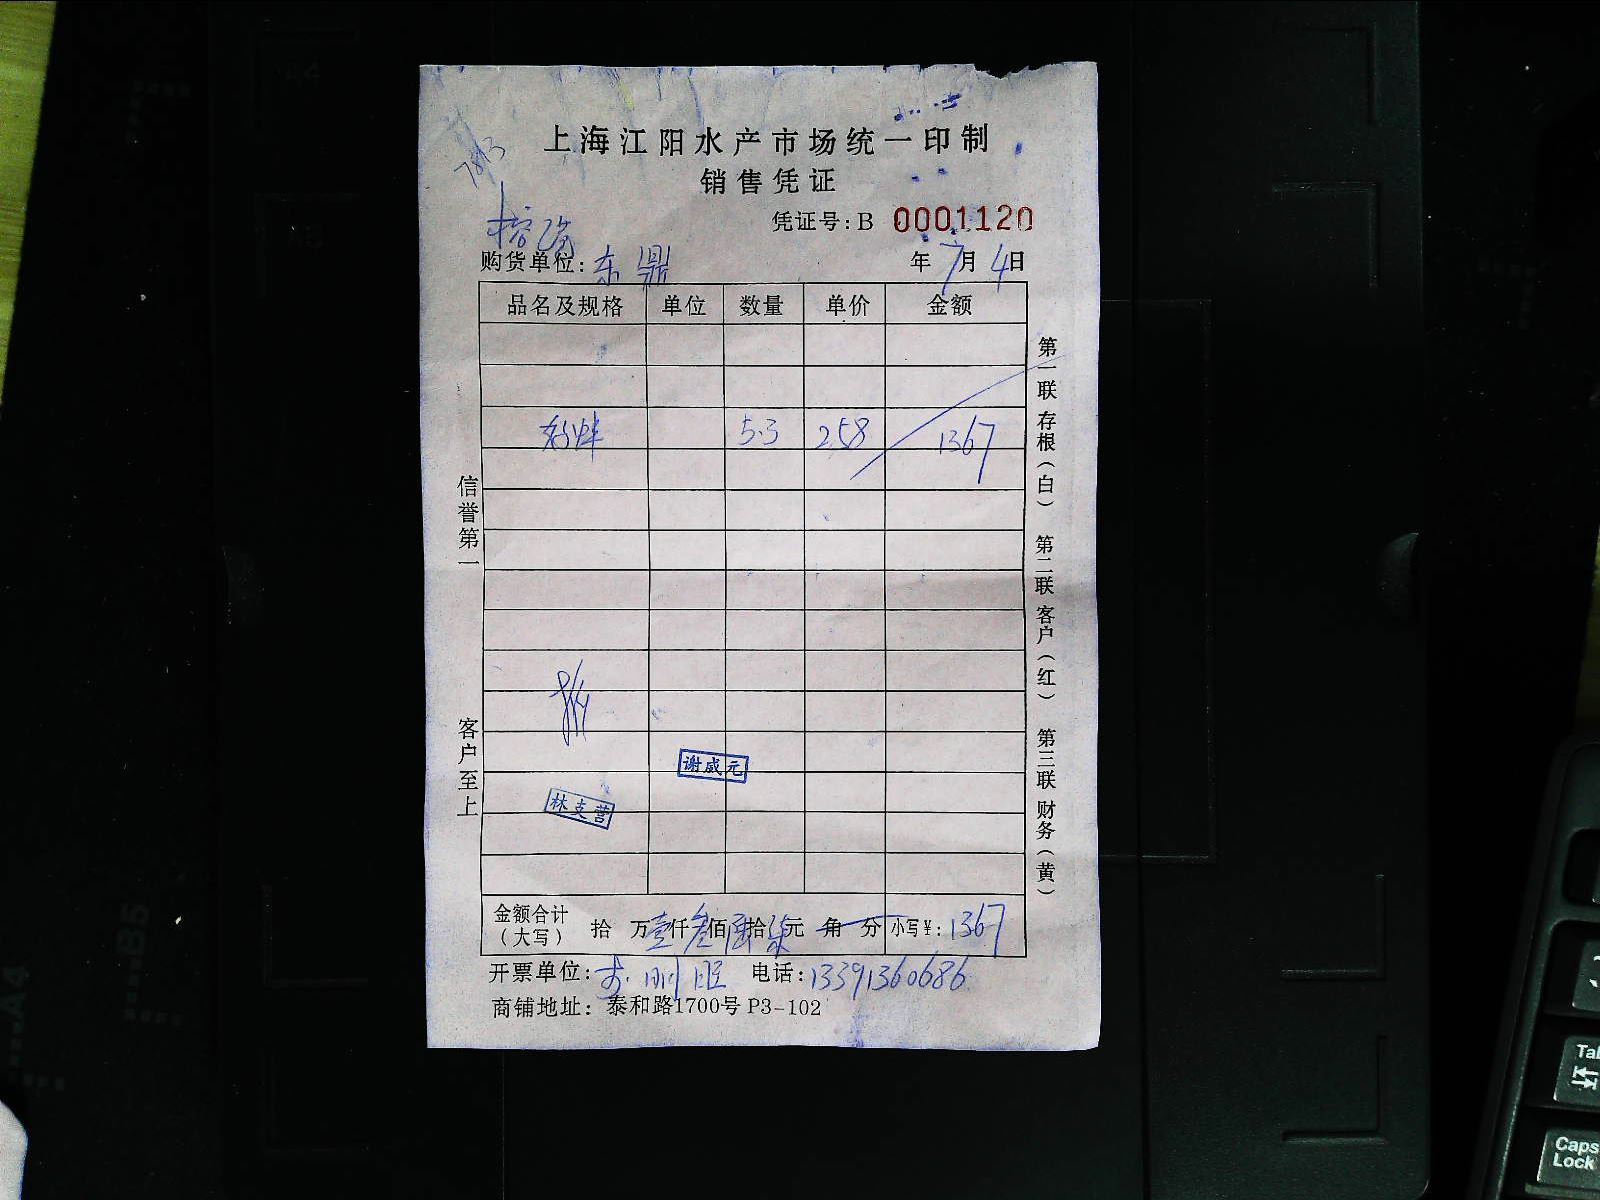 上海江阳水产市场统一印制
销售凭证
7813
榕港
凭证号:B 0001120
购货单位: 东鼎
年 7月 4日
品名及规格 单位 数量 单价 金额
5.3 258 1367
信誉第一
客户至上
第一联 存根(白) 第二联 客户(红) 第三联 财务(黄)
谢成元
林支营
金额合计(大写) 拾 万壹仟叁佰陆拾柒元 角 分 小写¥: 1367
开票单位: 电话: 13391360686
商铺地址: 泰和路1700号 P3-102
A4
B5
Tab
Caps Lock